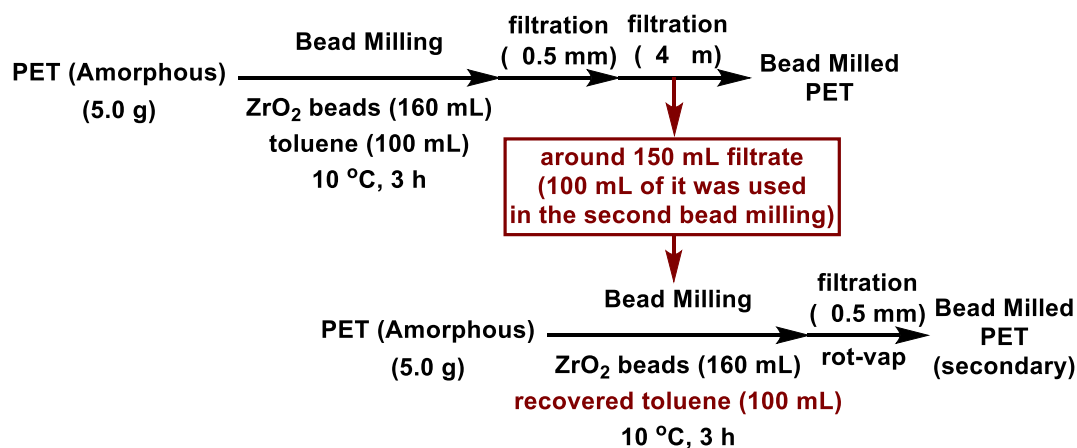 filtration filtration
Bead Milling ( 0.5 mm) ( 4 m)
PET (Amorphous) Bead Milled
(5.0 g) PET
ZrO2 beads (160 mL)
toluene (100 mL)
10 °C, 3 h
around 150 mL filtrate
(100 mL of it was used
in the second bead milling)
Bead Milling filtration
( 0.5 mm)
PET (Amorphous) Bead Milled
(5.0 g) PET
(secondary)
ZrO2 beads (160 mL) rot-vap
recovered toluene (100 mL)
10 °C, 3 h